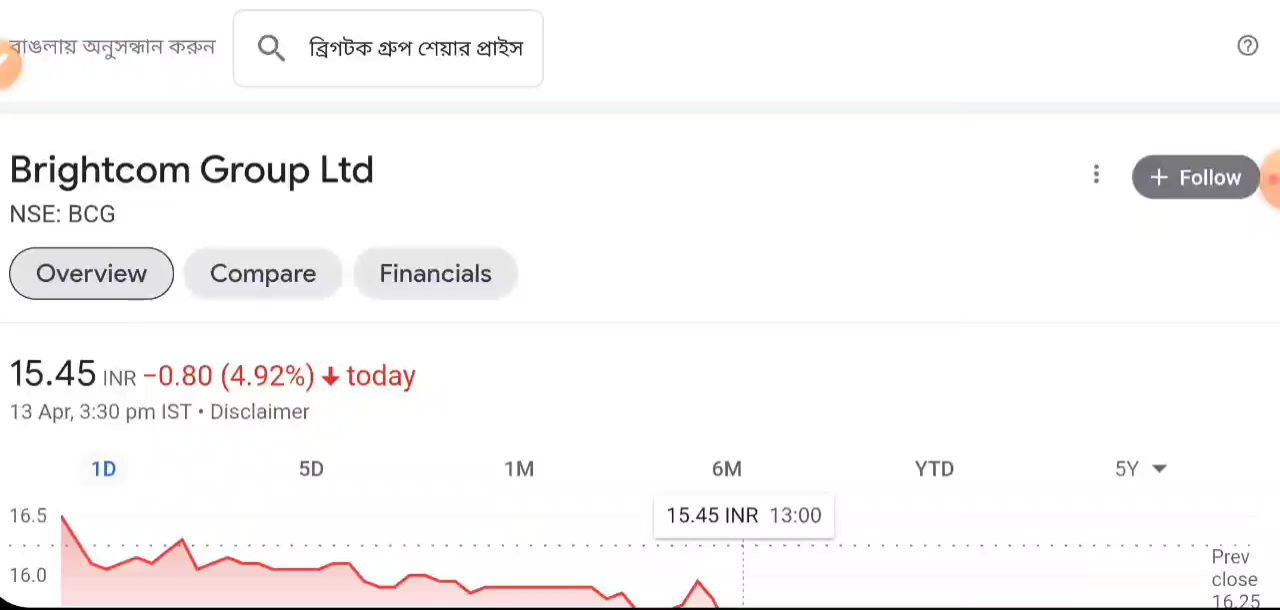 বাঙলায় অনুসন্ধান করুন
ব্রিগটক গ্রুপ শেয়ার প্রাইস
Brightcom Group Ltd
NSE: BCG
+ Follow
Overview
Compare
Financials
15.45 INR −0.80 (4.92%) ↓ today
13 Apr, 3:30 pm IST • Disclaimer
1D 5D 1M 6M YTD 5Y
15.45 INR 13:00
16.5
16.0
Prev
close
16.25